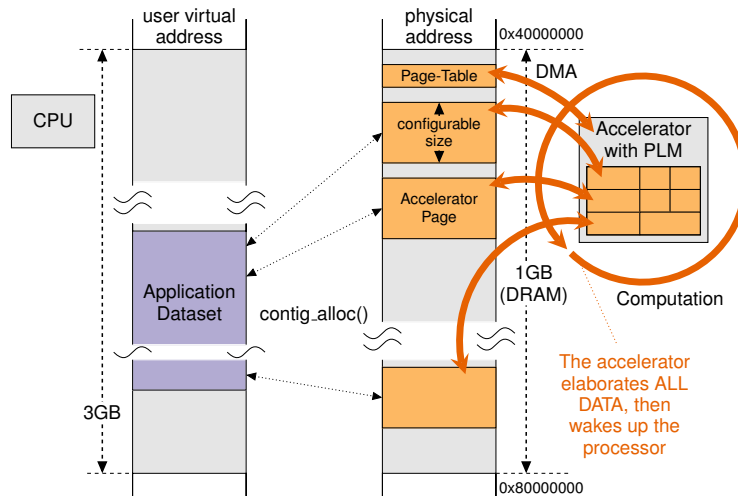 user virtual
address
physical
address
0x40000000
Page-Table
DMA
CPU
configurable
size
Accelerator
with PLM
Accelerator
Page
Application
Dataset
contig_alloc()
1GB
(DRAM)
Computation
The accelerator
elaborates ALL
DATA, then
wakes up the
processor
3GB
0x80000000